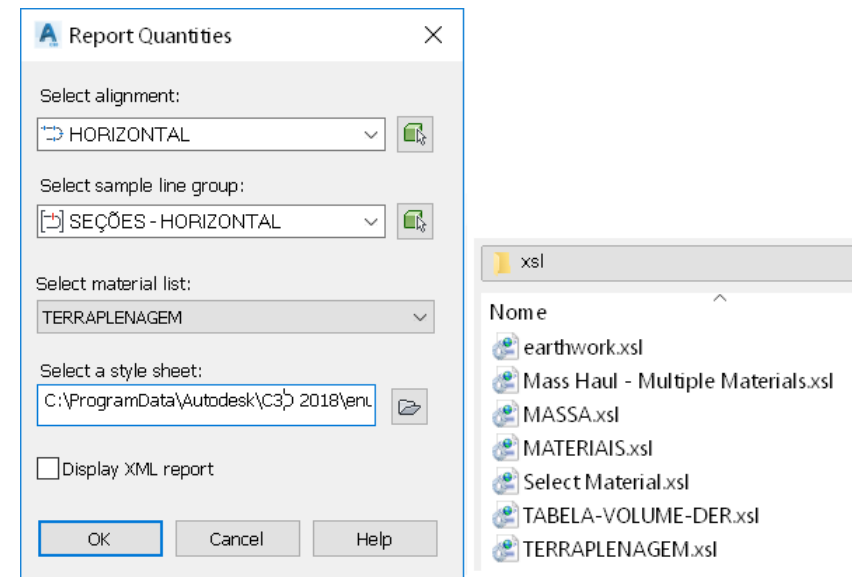 Report Quantities
Select alignment:
HORIZONTAL
Select sample line group:
SEÇÕES - HORIZONTAL
Select material list:
TERRAPLENAGEM
Select a style sheet:
C:\ProgramData\Autodesk\C3D 2018\enu
Display XML report
OK Cancel Help
xsl
Nome
earthwork.xsl
Mass Haul - Multiple Materials.xsl
MASSA.xsl
MATERIAIS.xsl
Select Material.xsl
TABELA-VOLUME-DER.xsl
TERRAPLENAGEM.xsl